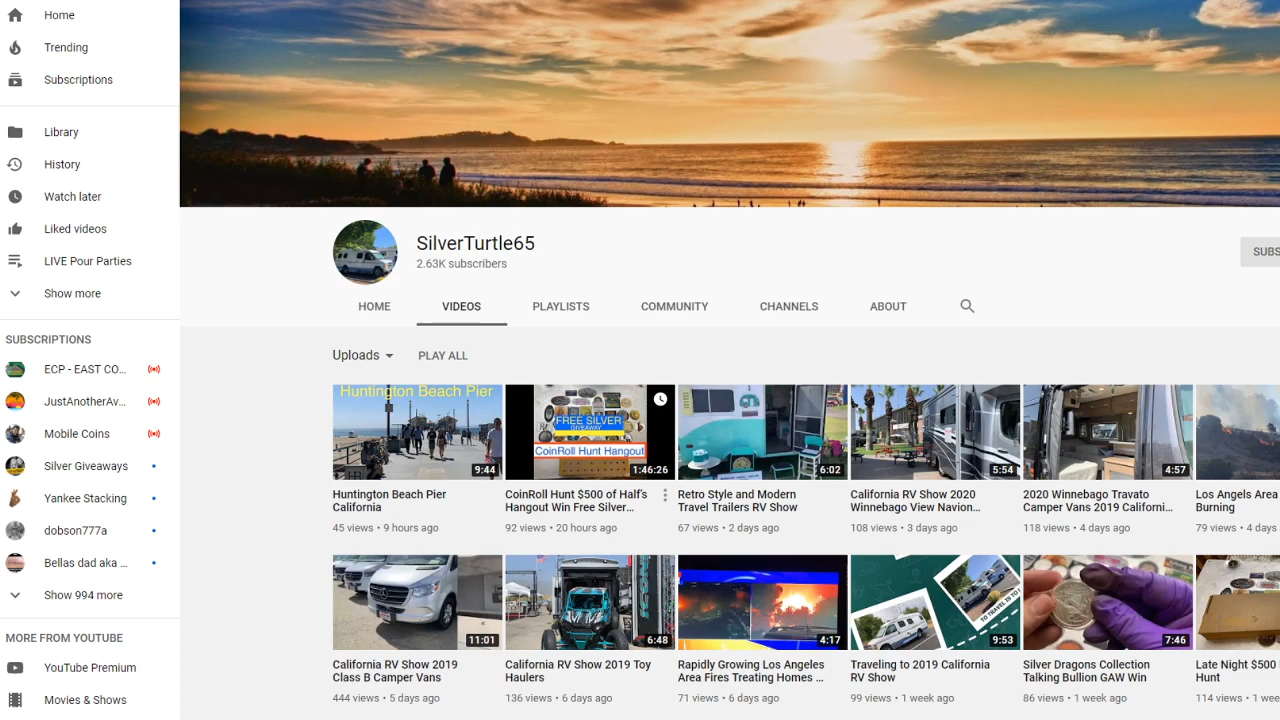 Home
Trending
Subscriptions
Library
History
Watch later
Liked videos
LIVE Pour Parties
Show more
SUBSCRIPTIONS
ECP - EAST CO...
JustAnotherAv...
Mobile Coins
Silver Giveaways
Yankee Stacking
dobson777a
Bellas dad aka ...
Show 994 more
MORE FROM YOUTUBE
YouTube Premium
Movies & Shows
SilverTurtle65
2.63K subscribers
SUBS
HOME
VIDEOS
PLAYLISTS
COMMUNITY
CHANNELS
ABOUT
Uploads
PLAY ALL
Huntington Beach Pier
9:44
Huntington Beach Pier
California
45 views • 9 hours ago
FREE SILVER
GIVEAWAY
CoinRoll Hunt Hangout
1:46:26
CoinRoll Hunt $500 of Half's
Hangout Win Free Silver...
92 views • 20 hours ago
6:02
Retro Style and Modern
Travel Trailers RV Show
67 views • 2 days ago
5:54
California RV Show 2020
Winnebago View Navion...
108 views • 3 days ago
4:57
2020 Winnebago Travato
Camper Vans 2019 Californi...
118 views • 4 days ago
Los Angels Area
Burning
79 views • 4 days
11:01
California RV Show 2019
Class B Camper Vans
444 views • 5 days ago
6:48
California RV Show 2019 Toy
Haulers
136 views • 6 days ago
4:17
Rapidly Growing Los Angeles
Area Fires Treating Homes ...
71 views • 6 days ago
TO TRAVEL IS TO
9:53
Traveling to 2019 California
RV Show
99 views • 1 week ago
7:46
Silver Dragons Collection
Talking Bullion GAW Win
86 views • 1 week ago
Late Night $500
Hunt
114 views • 1 wee